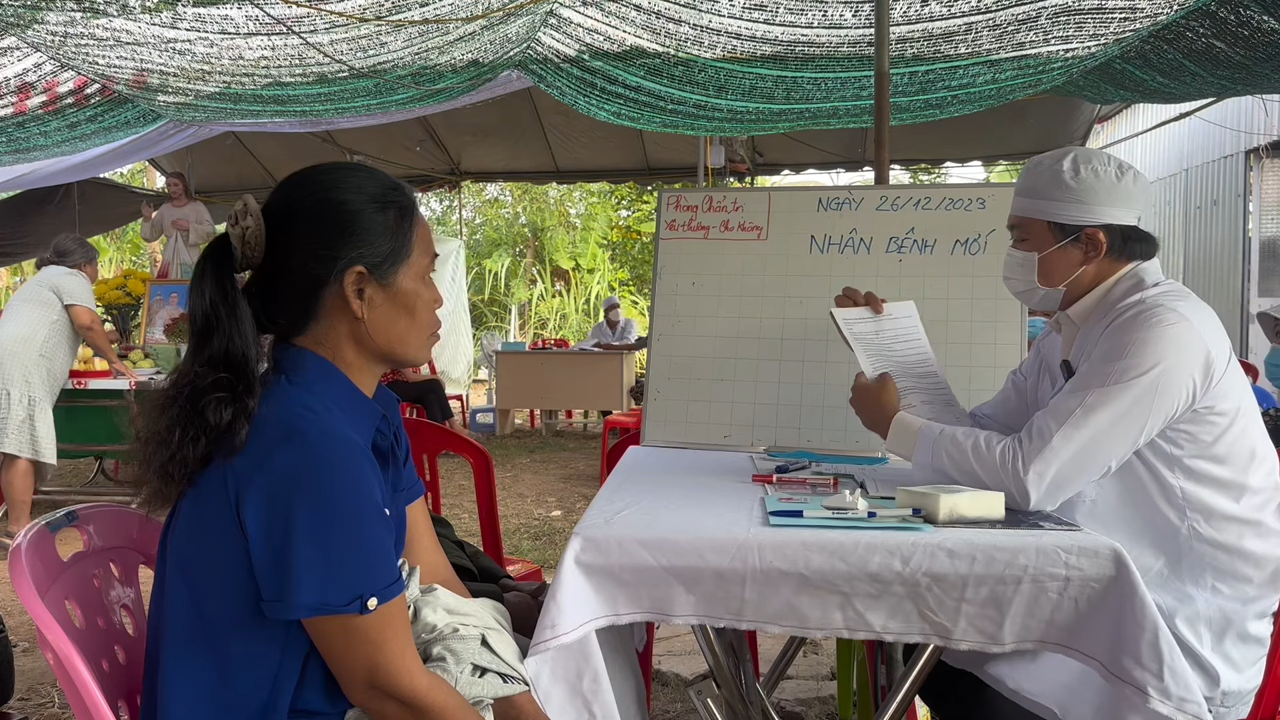 Phòng Chẩn trị
Yêu thương - Cho Không
NGÀY 26/12/2023
NHÂN BỆNH MỚI